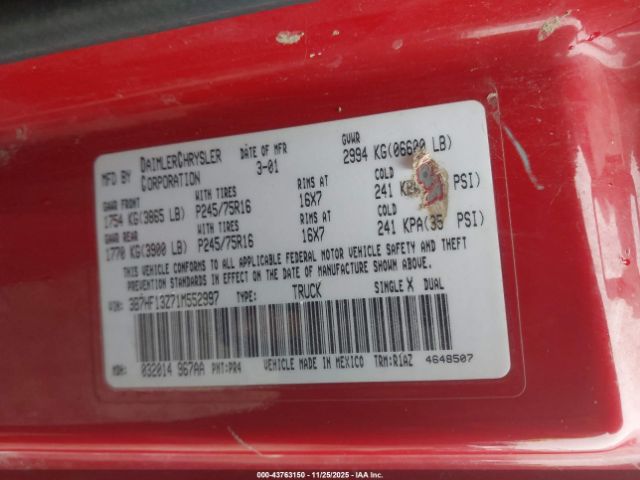 MFD BY DAIMLERCHRYSLER CORPORATION DATE OF MFR 3-01 GVWR 2994 KG(06600 LB)
GAWR FRONT WITH TIRES RIMS AT COLD
1754 KG(3865 LB) P245/75R16 16X7 241 PSI)
GAWR REAR WITH TIRES RIMS AT COLD
1770 KG(3900 LB) P245/75R16 16X7 241 KPA(35 PSI)
THIS VEHICLE CONFORMS TO ALL APPLICABLE FEDERAL MOTOR VEHICLE SAFETY AND THEFT
PREVENTION STANDARDS IN EFFECT ON THE DATE OF MANUFACTURE SHOWN ABOVE.
VIN: 3B7HF13Z71M552997 TYPE: TRUCK SINGLE X DUAL
MDH: 032014 967AA PNT:PR4 VEHICLE MADE IN MEXICO TRM:R1AZ 4648507
000-43763150 - 11/25/2025 - IAA Inc.